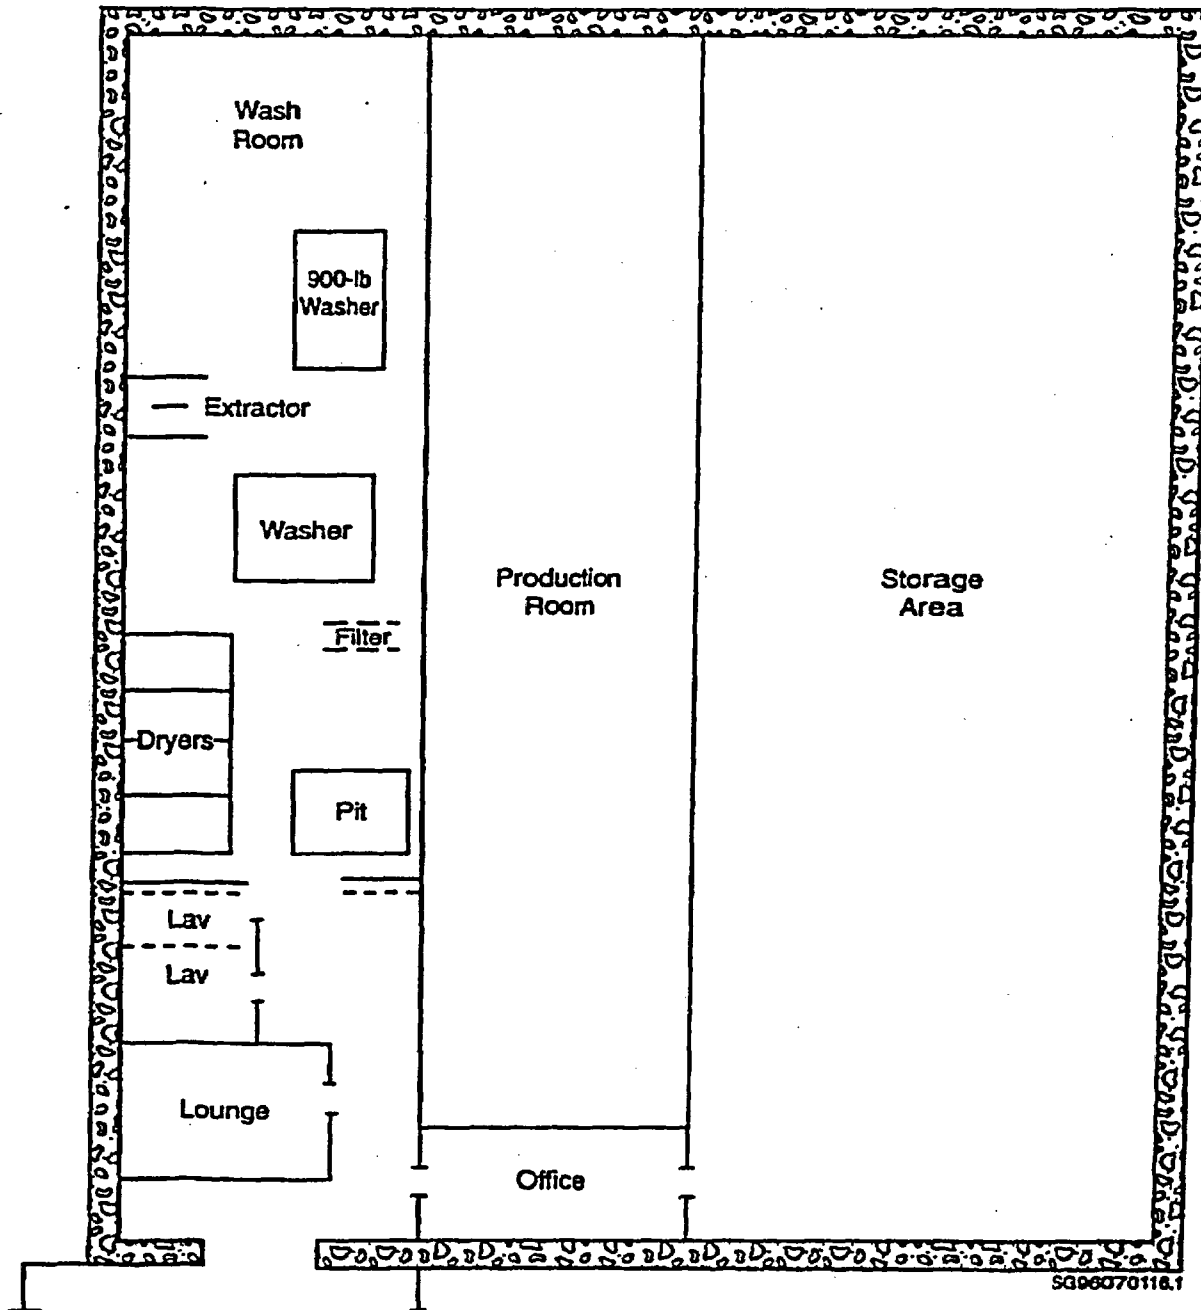 Wash
Room
900-lb
Washer
Extractor
Washer
Production
Room
Storage
Area
Filter
Dryers
Pit
Lav
Lav
Lounge
Office
SG96070116.1